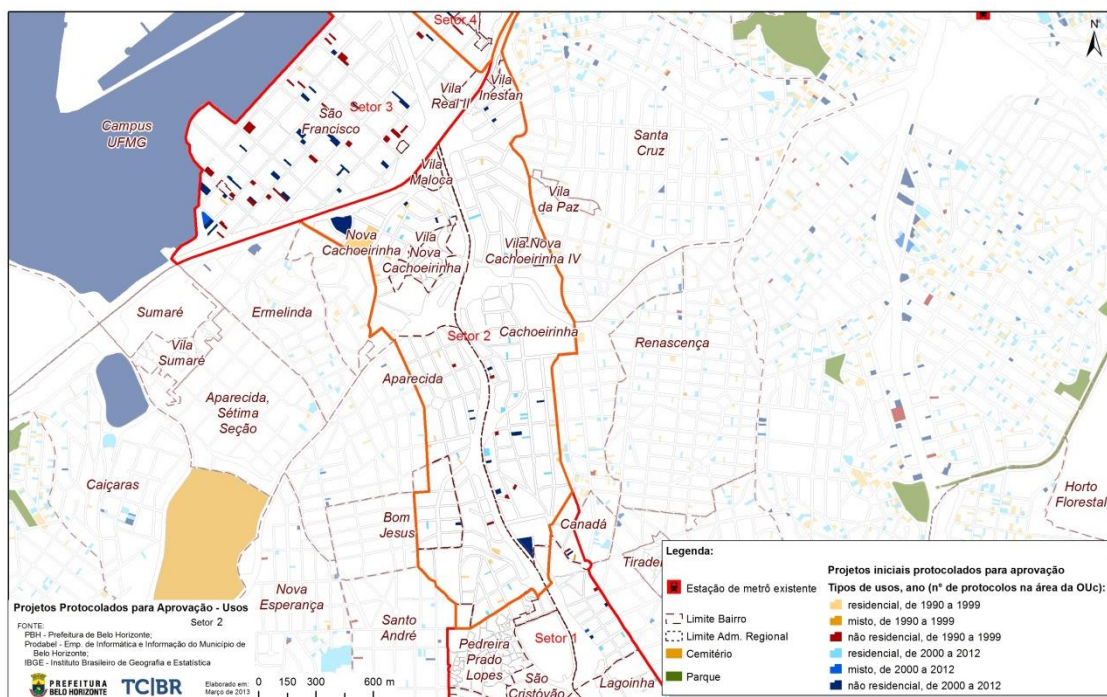 Setor 4
N
Vila
Real II
Vila
Inestan
São
Francisco
Setor 3
Campus
UFMG
Santa
Cruz
Vila
Maloca
Vila
da Paz
Nova
Cachoeirinha
Vila
Nova
Cachoeirinha
Vila Nova
Cachoeirinha IV
Sumaré
Ermelinda
Vila
Sumaré
Setor 2
Cachoeirinha
Renascença
Aparecida
Aparecida,
Sétima
Seção
Caiçaras
Horto
Florestal
Bom
Jesus
Canadá
Tirade
Nova
Esperança
Santo
André
Pedreira
Prado
Lopes
Setor 1
São
Cristóvão
Lagoinha
Projetos Protocolados para Aprovação - Usos
Setor 2
FONTE:
PBH - Prefeitura de Belo Horizonte;
Prodabel - Emp. de Informática e Informação do Município de
Belo Horizonte;
IBGE - Instituto Brasileiro de Geografia e Estatística
PREFEITURA
BELO HORIZONTE
TC|BR
Elaborado em:
Março de 2013
0 150 300 600 m
Legenda:
Estação de metrô existente
Limite Bairro
Limite Adm. Regional
Cemitério
Parque
Projetos iniciais protocolados para aprovação
Tipos de usos, ano (nº de protocolos na área da OUc):
residencial, de 1990 a 1999
misto, de 1990 a 1999
não residencial, de 1990 a 1999
residencial, de 2000 a 2012
misto, de 2000 a 2012
não residencial, de 2000 a 2012